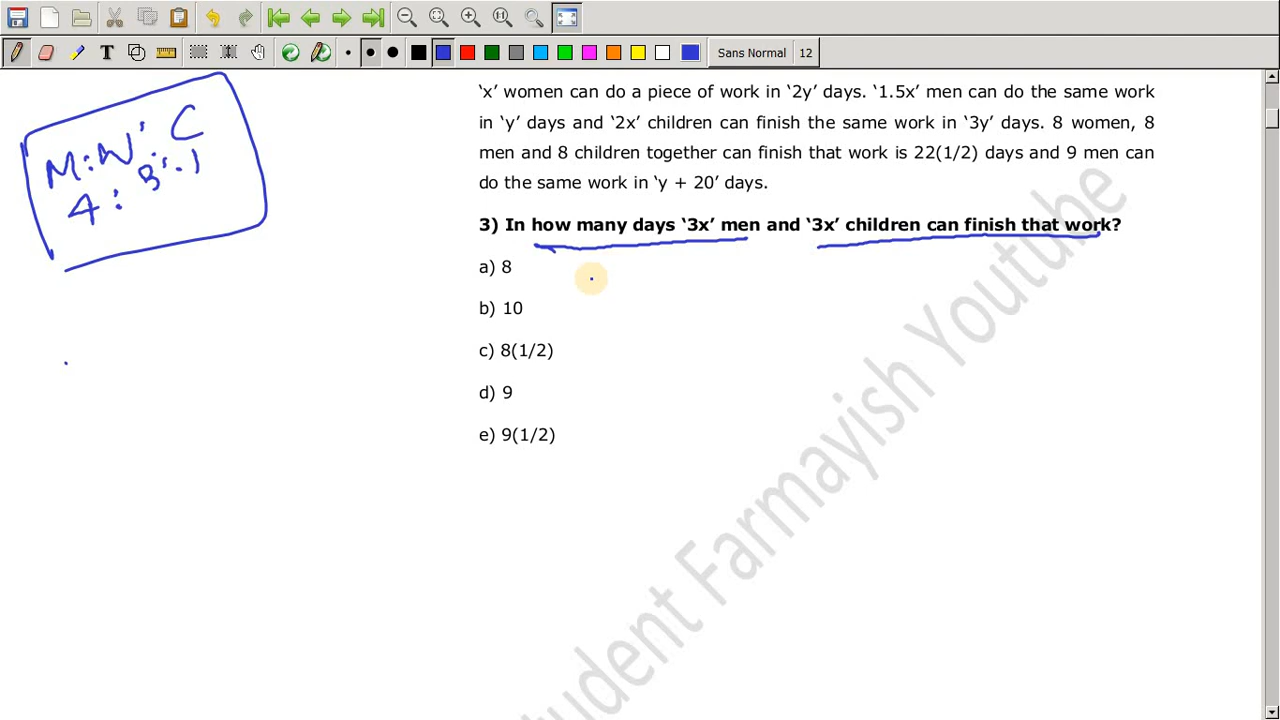 Sans Normal 12
M : W : C
4 : 3 : 1
‘x’ women can do a piece of work in ‘2y’ days. ‘1.5x’ men can do the same work
in ‘y’ days and ‘2x’ children can finish the same work in ‘3y’ days. 8 women, 8
men and 8 children together can finish that work is 22(1/2) days and 9 men can
do the same work in ‘y + 20’ days.
3) In how many days ‘3x’ men and ‘3x’ children can finish that work?
a) 8
b) 10
c) 8(1/2)
d) 9
e) 9(1/2)
Student Farmayish Youtube